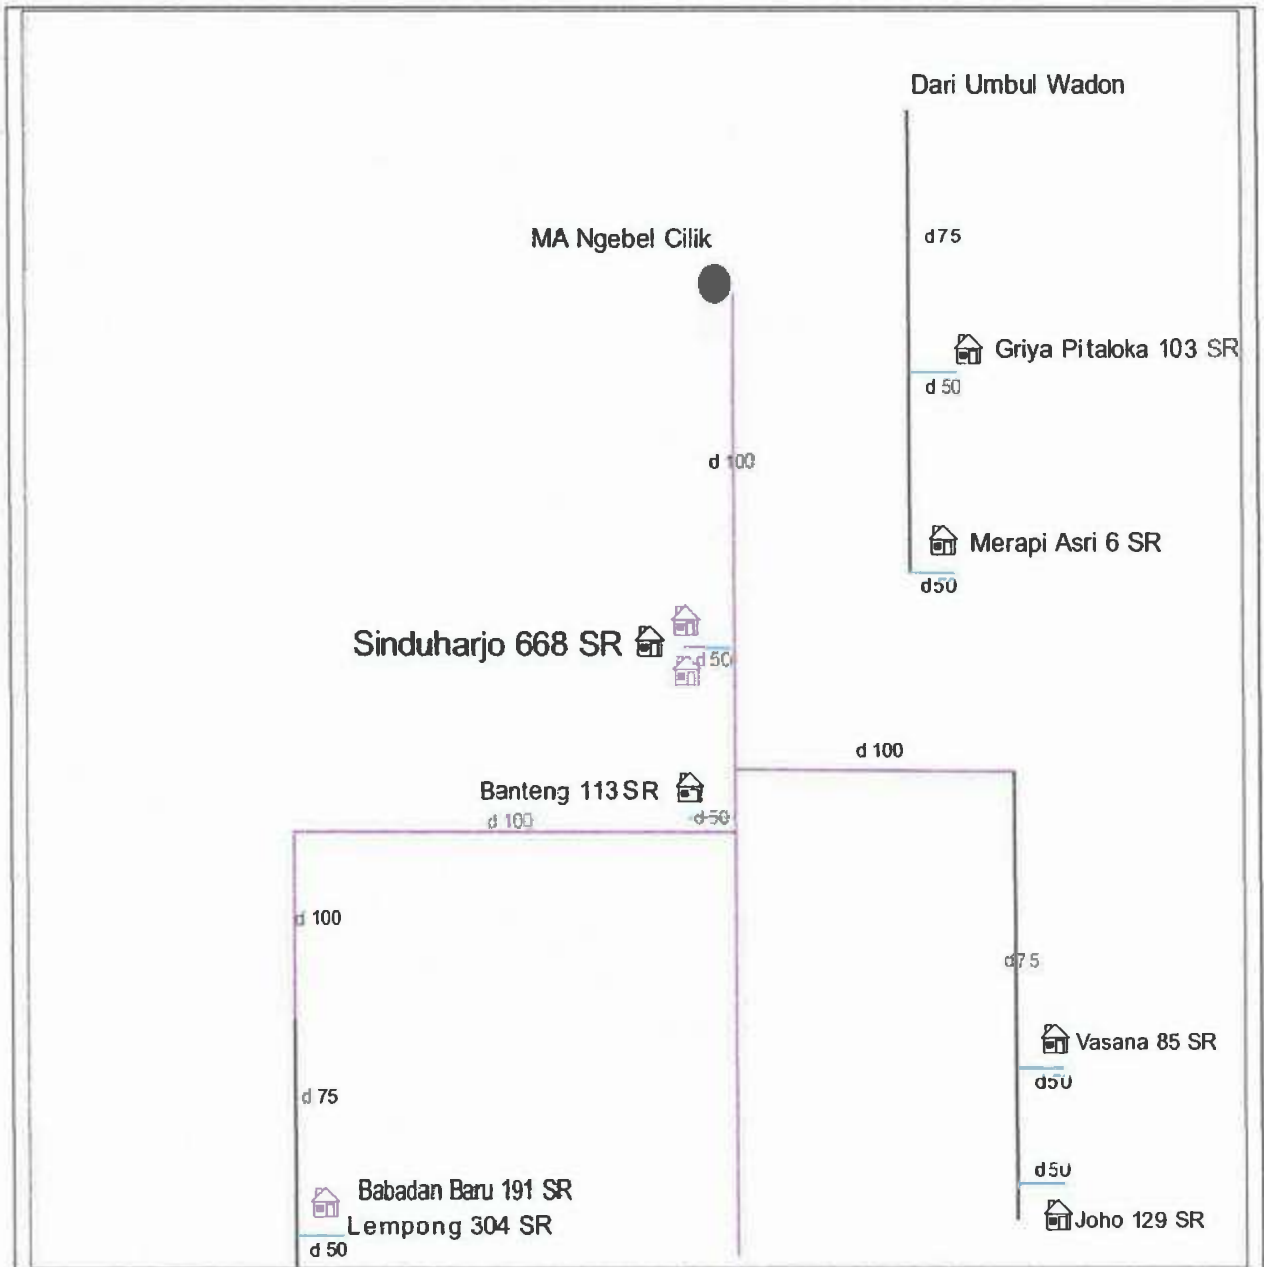 Dari Umbul Wadon
MA Ngebel Cilik
d75
Griya Pitaloka 103 SR
d 50
d 100
Merapi Asri 6 SR
d50
Sinduharjo 668 SR
d 50
d 100
Banteng 113 SR
d 100
d 50
d 100
d75
Vasana 85 SR
d50
d 75
d50
Babadan Baru 191 SR
Joho 129 SR
Lempong 304 SR
d 50